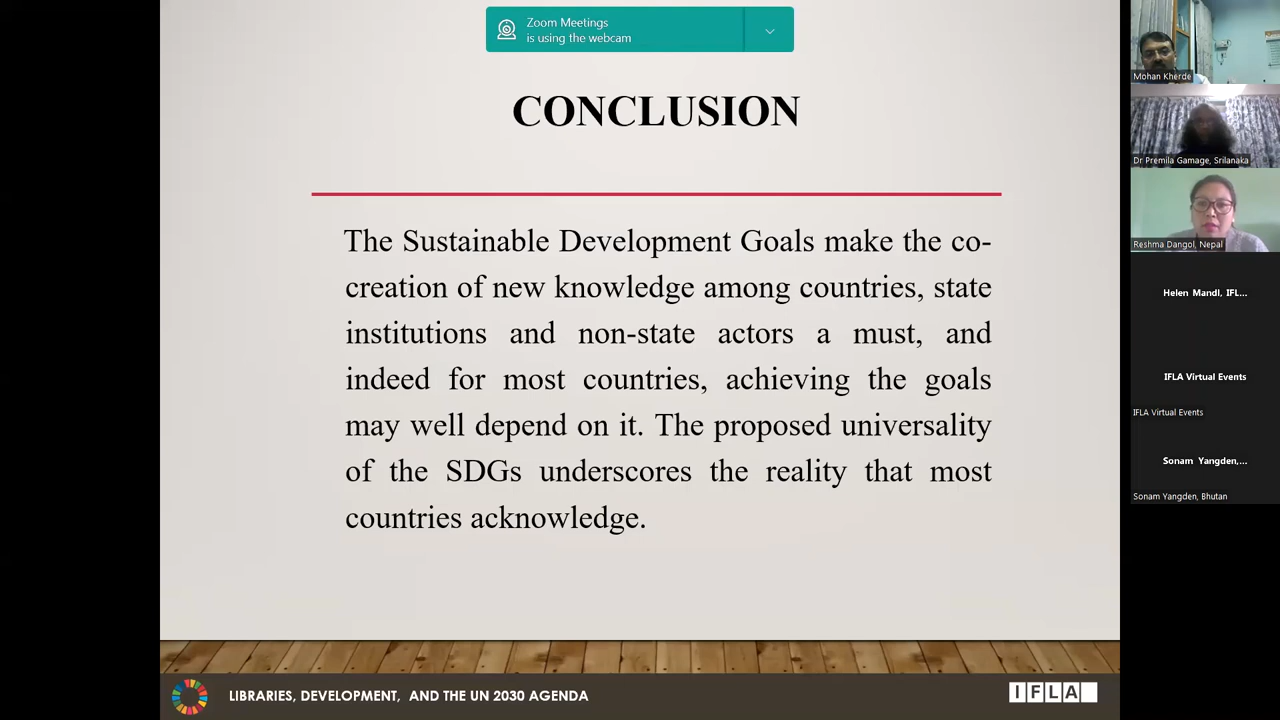 Zoom Meetings
is using the webcam
CONCLUSION
The Sustainable Development Goals make the co-
creation of new knowledge among countries, state
institutions and non-state actors a must, and
indeed for most countries, achieving the goals
may well depend on it. The proposed universality
of the SDGs underscores the reality that most
countries acknowledge.
LIBRARIES, DEVELOPMENT, AND THE UN 2030 AGENDA
IFLA
Mohan Kherde
Dr Premila Gamage, Srilanaka
Reshma Dangol, Nepal
Helen Mandl, IFL...
IFLA Virtual Events
IFLA Virtual Events
Sonam Yangden,...
Sonam Yangden, Bhutan